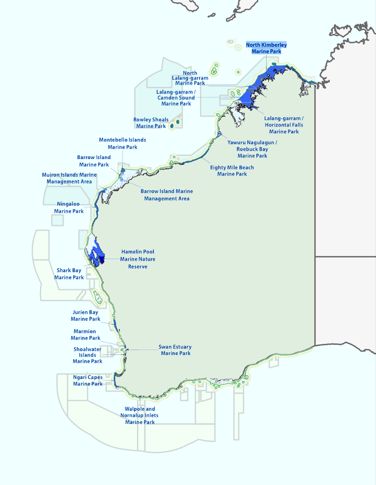 North Kimberley
Marine Park
North
Lalang-garram
Marine Park
Lalang-garram /
Camden Sound
Marine Park
Rowley Shoals
Marine Park
Lalang-garram /
Horizontal Falls
Marine Park
Montebello Islands
Marine Park
Yawuru Nagulagun /
Roebuck Bay
Marine Park
Barrow Island
Marine Park
Eighty Mile Beach
Marine Park
Muiron Islands Marine
Management Area
Barrow Island Marine
Management Area
Ningaloo
Marine Park
Hamelin Pool
Marine Nature
Reserve
Shark Bay
Marine Park
Jurien Bay
Marine Park
Marmion
Marine Park
Shoalwater
Islands
Marine Park
Swan Estuary
Marine Park
Ngari Capes
Marine Park
Walpole and
Nornalup Inlets
Marine Park